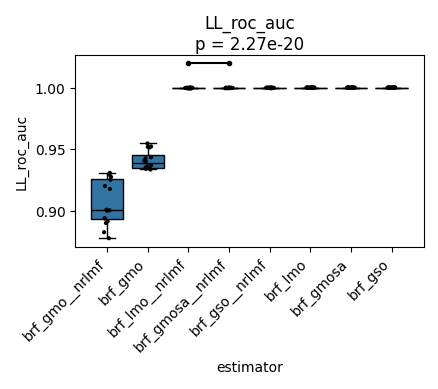 LL_roc_auc
p = 2.27e-20
LL_roc_auc
1.00
0.95
0.90
brf_gmo__nrlmf
brf_gmo
brf_lmo__nrlmf
brf_gmosa__nrlmf
brf_gso__nrlmf
brf_lmo
brf_gmosa
brf_gso
estimator